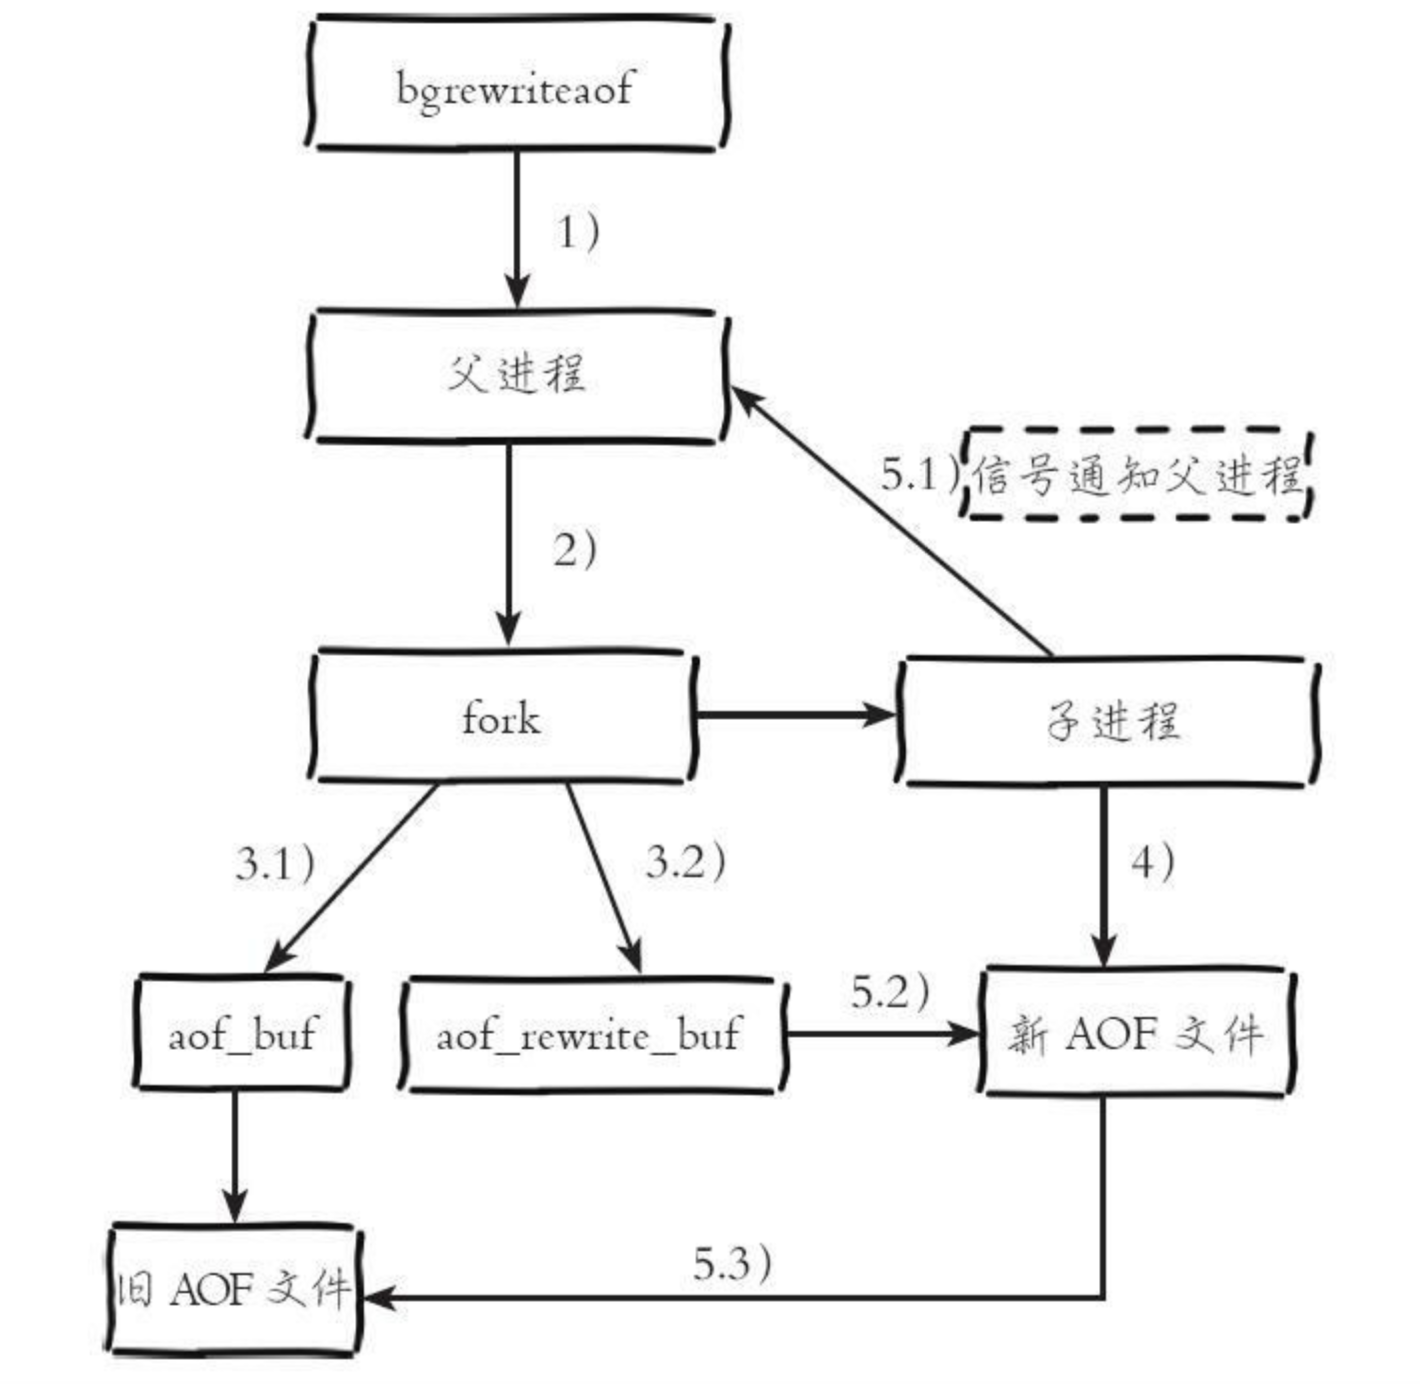 bgrewriteaof
1)
父进程
5.1)信号通知父进程
2)
fork
子进程
3.1)
3.2)
4)
aof_buf
aof_rewrite_buf
5.2)
新 AOF 文件
旧 AOF 文件
5.3)